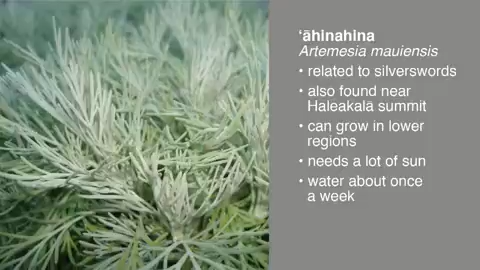 ‘āhinahina
Artemesia mauiensis
• related to silverswords
• also found near
Haleakalā summit
• can grow in lower
regions
• needs a lot of sun
• water about once
a week